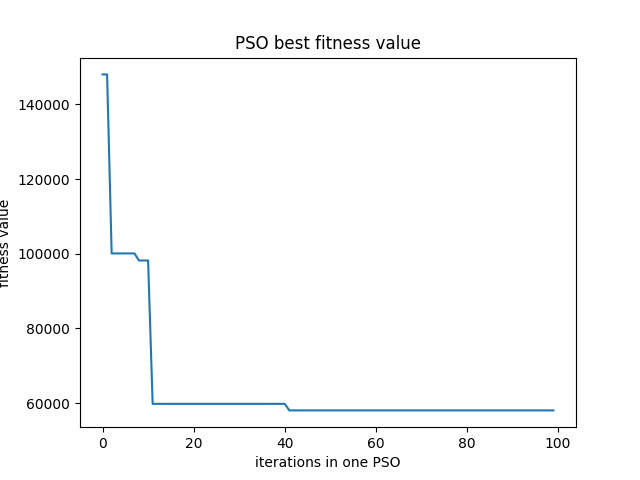 PSO best fitness value
140000
120000
100000
80000
60000
fitness value
0 20 40 60 80 100
iterations in one PSO